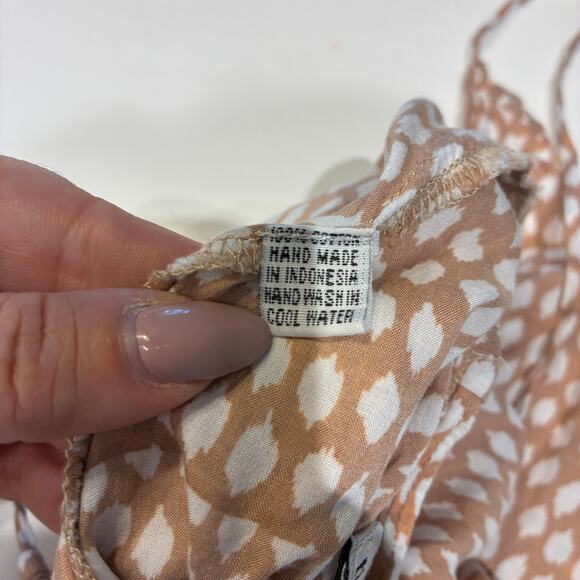 100% COTTON
HAND MADE
IN INDONESIA
HAND WASH IN
COOL WATER